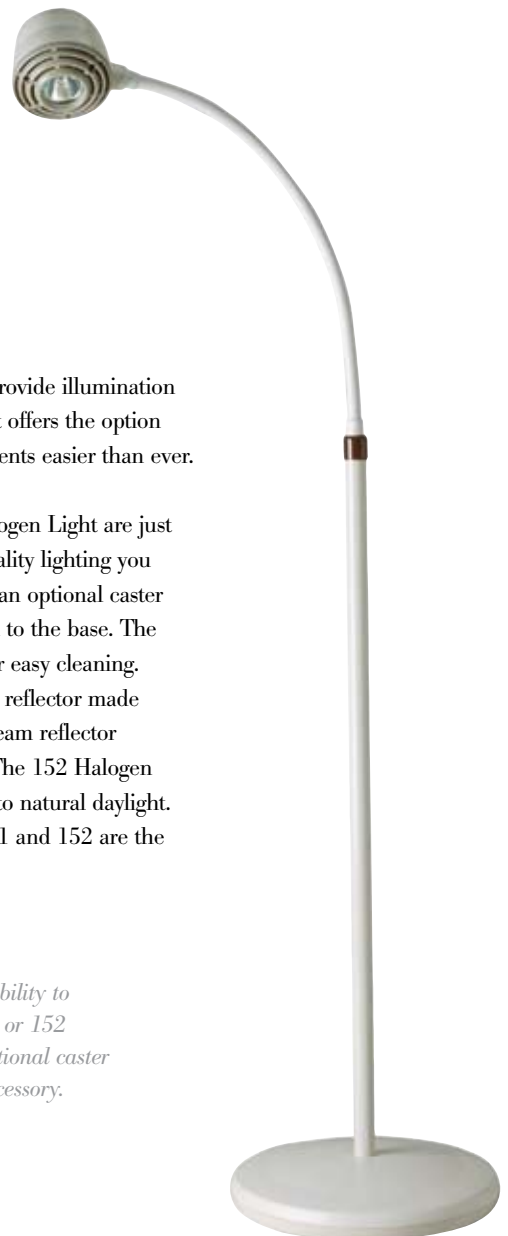 rovide illumination
t offers the option
ents easier than ever.
ogen Light are just
ality lighting you
an optional caster
to the base. The
r easy cleaning.
reflector made
eam reflector
The 152 Halogen
to natural daylight.
1 and 152 are the
bility to
or 152
tional caster
cessory.